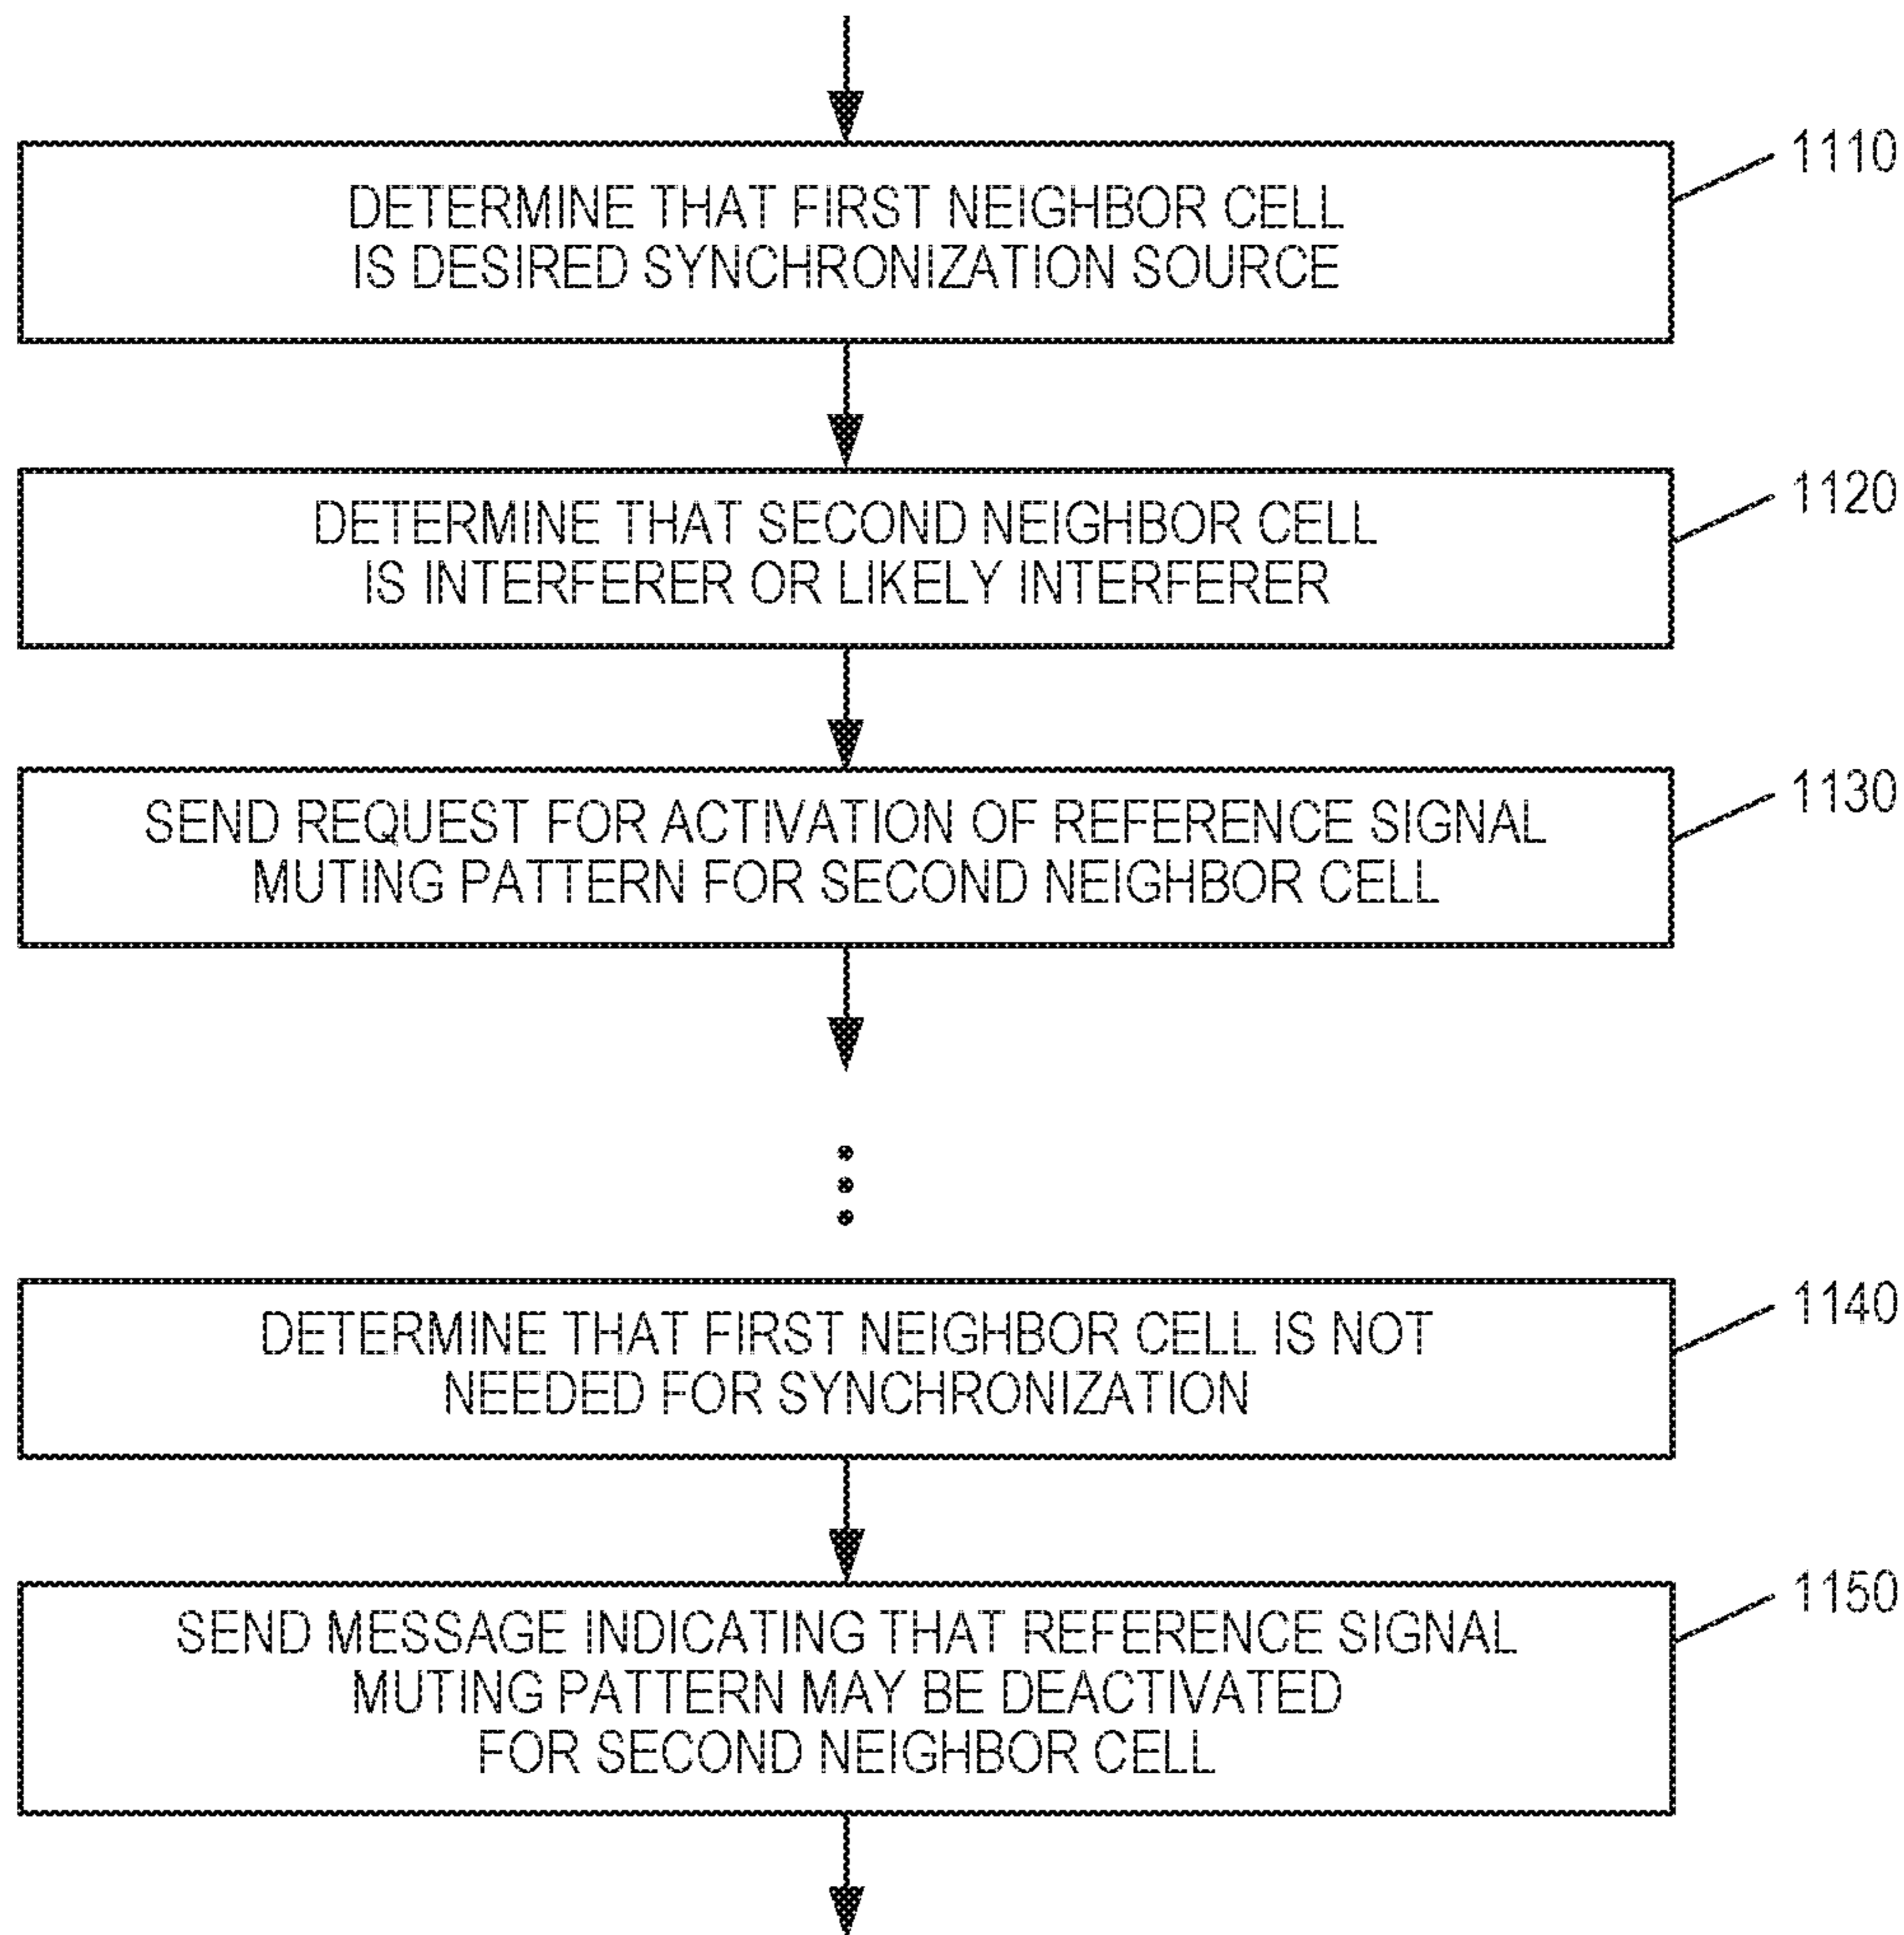 DETERMINE THAT FIRST NEIGHBOR CELL
IS DESIRED SYNCHRONIZATION SOURCE
1110
DETERMINE THAT SECOND NEIGHBOR CELL
IS INTERFERER OR LIKELY INTERFERER
1120
SEND REQUEST FOR ACTIVATION OF REFERENCE SIGNAL
MUTING PATTERN FOR SECOND NEIGHBOR CELL
1130
DETERMINE THAT FIRST NEIGHBOR CELL IS NOT
NEEDED FOR SYNCHRONIZATION
1140
SEND MESSAGE INDICATING THAT REFERENCE SIGNAL
MUTING PATTERN MAY BE DEACTIVATED
FOR SECOND NEIGHBOR CELL
1150